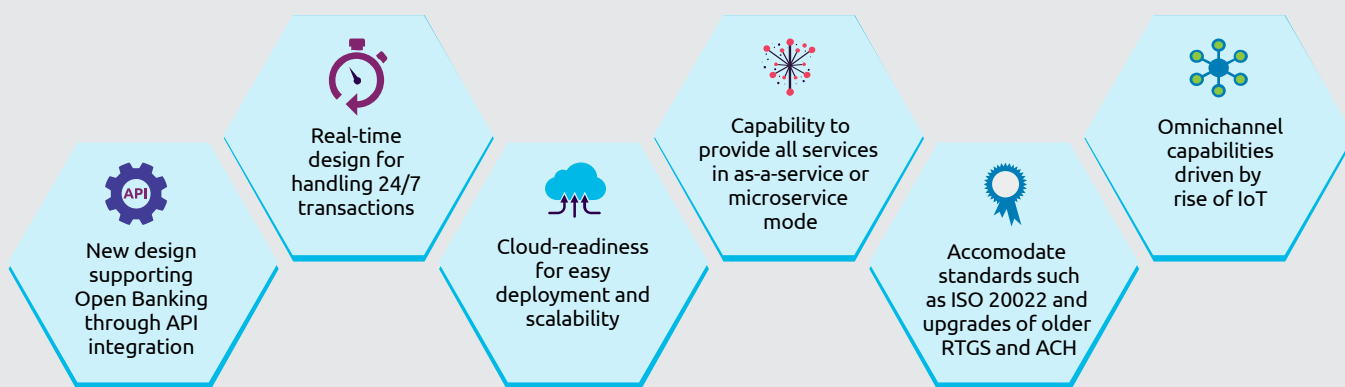 API
New design
supporting
Open Banking
through API
integration
Real-time
design for
handling 24/7
transactions
Cloud-readiness
for easy
deployment and
scalability
Capability to
provide all services
in as-a-service or
microservice
mode
Accomodate
standards such
as ISO 20022 and
upgrades of older
RTGS and ACH
Omnichannel
capabilities
driven by
rise of IoT